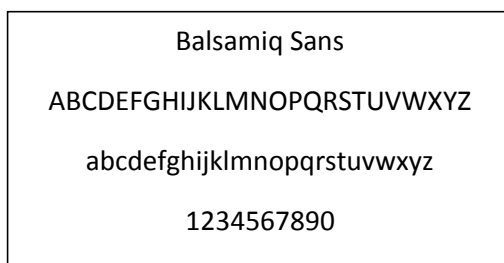 Balsamiq Sans
ABCDEFGHIJKLMNOPQRSTUVWXYZ
abcdefghijklmnopqrstuvwxyz
1234567890